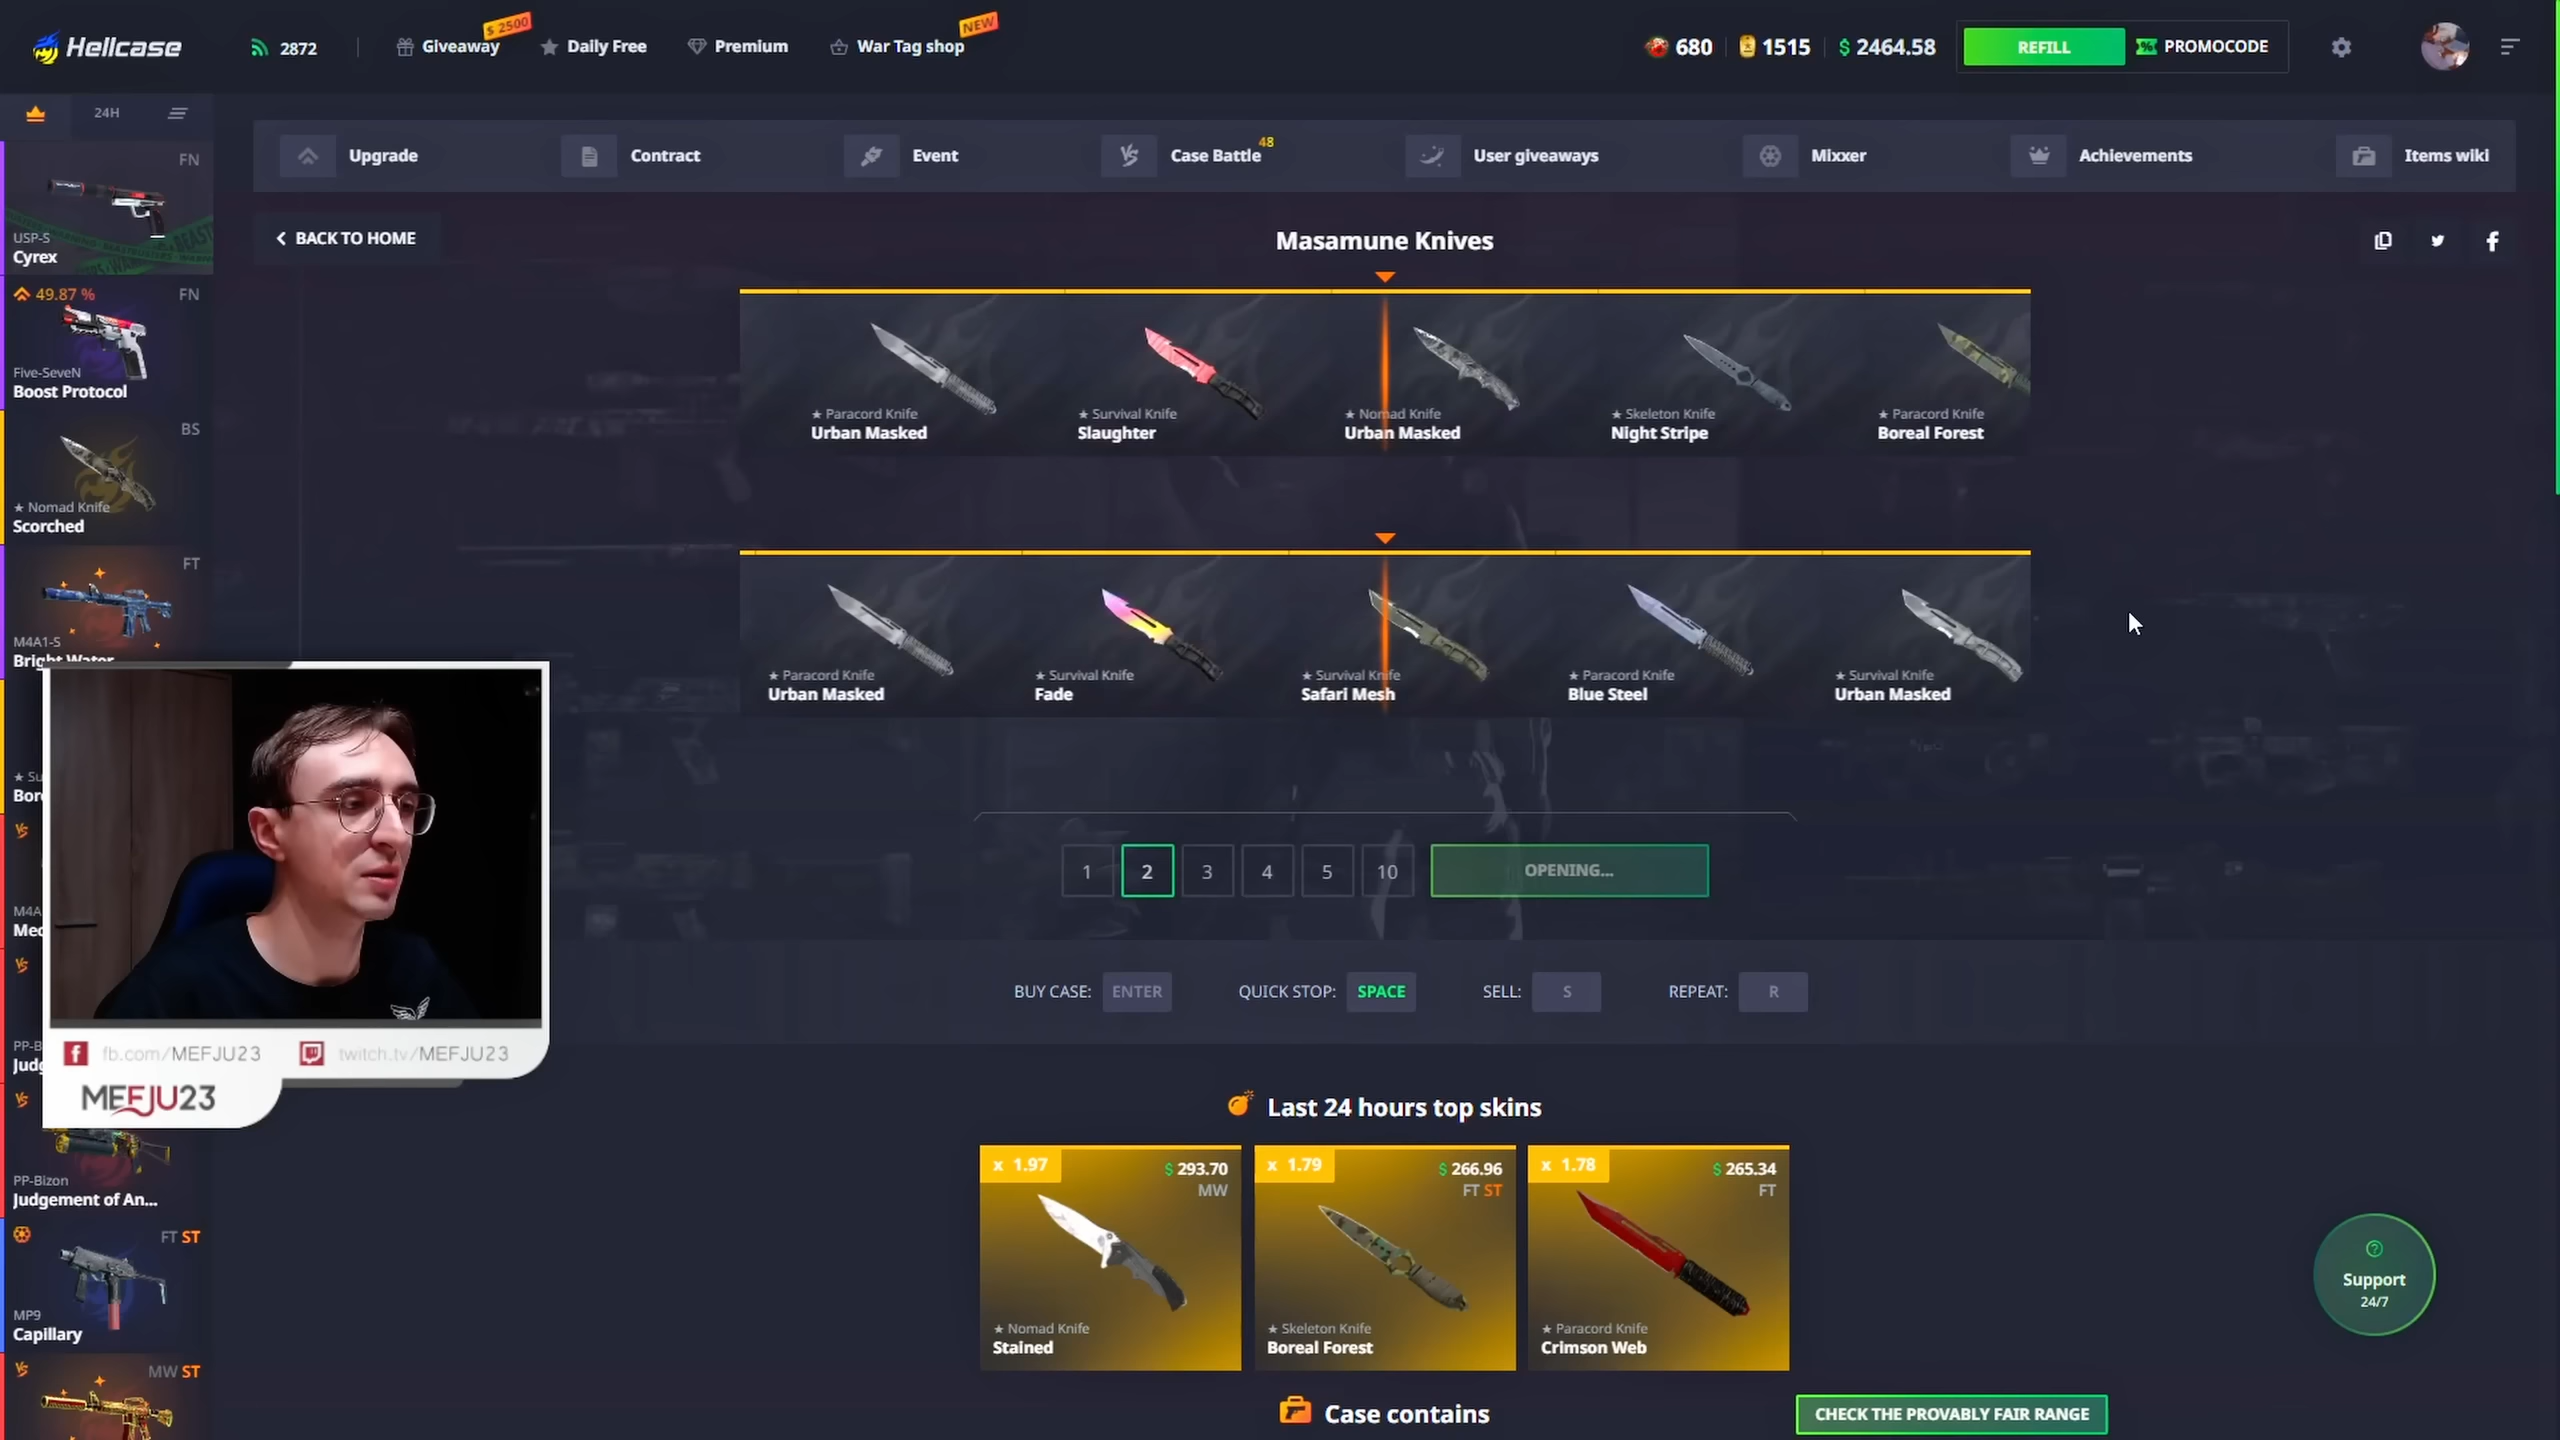 Hellcase
2872
Giveaway
$ 2500
Daily Free
Premium
War Tag shop
NEW
680
1515
$ 2464.58
REFILL
PROMOCODE
24H
Upgrade
Contract
Event
Case Battle
48
User giveaways
Mixxer
Achievements
Items wiki
BACK TO HOME
Masamune Knives
FN
USP-S
Cyrex
49.87 %
FN
Five-SeveN
Boost Protocol
BS
★ Nomad Knife
Scorched
FT
M4A1-S
Bright Water
★ Su
Bore
M4A
Mec
PP-B
Judg
PP-Bizon
Judgement of An...
FT ST
MP9
Capillary
MW ST
★ Paracord Knife
Urban Masked
★ Survival Knife
Slaughter
★ Nomad Knife
Urban Masked
★ Skeleton Knife
Night Stripe
★ Paracord Knife
Boreal Forest
★ Paracord Knife
Urban Masked
★ Survival Knife
Fade
★ Survival Knife
Safari Mesh
★ Paracord Knife
Blue Steel
★ Survival Knife
Urban Masked
1
2
3
4
5
10
OPENING...
BUY CASE: ENTER
QUICK STOP: SPACE
SELL: S
REPEAT: R
fb.com/MEFJU23
twitch.tv/MEFJU23
MEFJU23
Last 24 hours top skins
x 1.97
$ 293.70
MW
★ Nomad Knife
Stained
x 1.79
$ 266.96
FT ST
★ Skeleton Knife
Boreal Forest
x 1.78
$ 265.34
FT
★ Paracord Knife
Crimson Web
Case contains
CHECK THE PROVABLY FAIR RANGE
Support
24/7